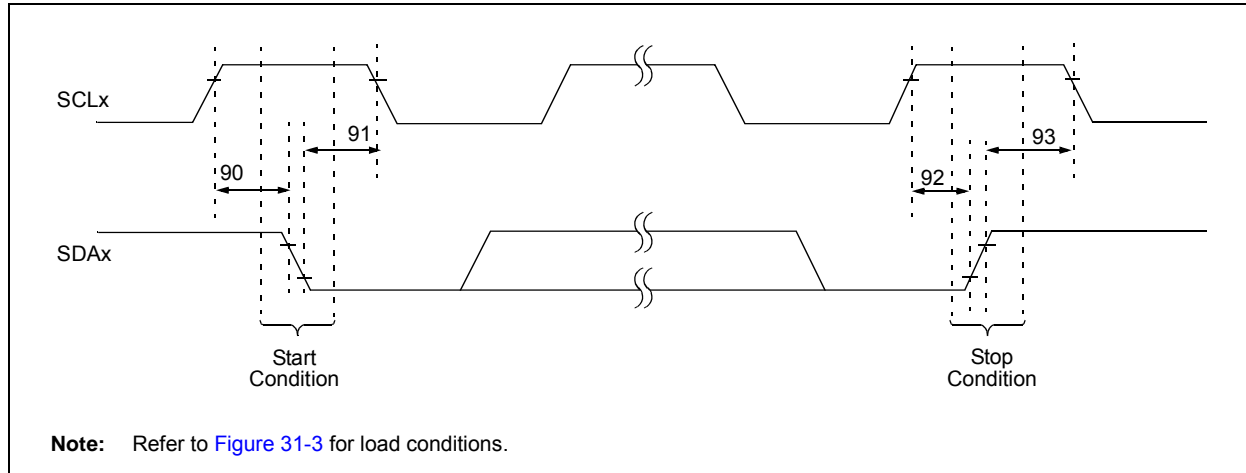 SCLx
91
93
90
92
SDAx
Start
Condition
Stop
Condition
Note: Refer to Figure 31-3 for load conditions.